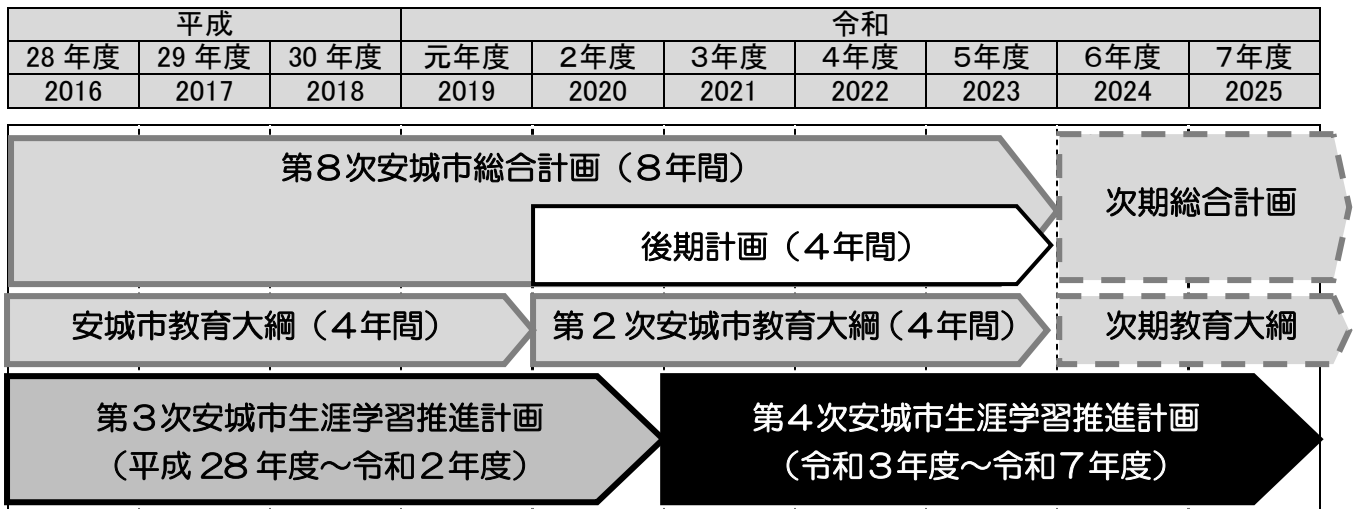 平成 令和
28 年度 29 年度 30 年度 元年度 2年度 3年度 4年度 5年度 6年度 7年度
2016 2017 2018 2019 2020 2021 2022 2023 2024 2025
第8次安城市総合計画（8年間）
次期総合計画
後期計画（4年間）
安城市教育大綱（4年間） 第2次安城市教育大綱（4年間） 次期教育大綱
第3次安城市生涯学習推進計画
（平成 28 年度～令和2年度）
第4次安城市生涯学習推進計画
（令和3年度～令和7年度）